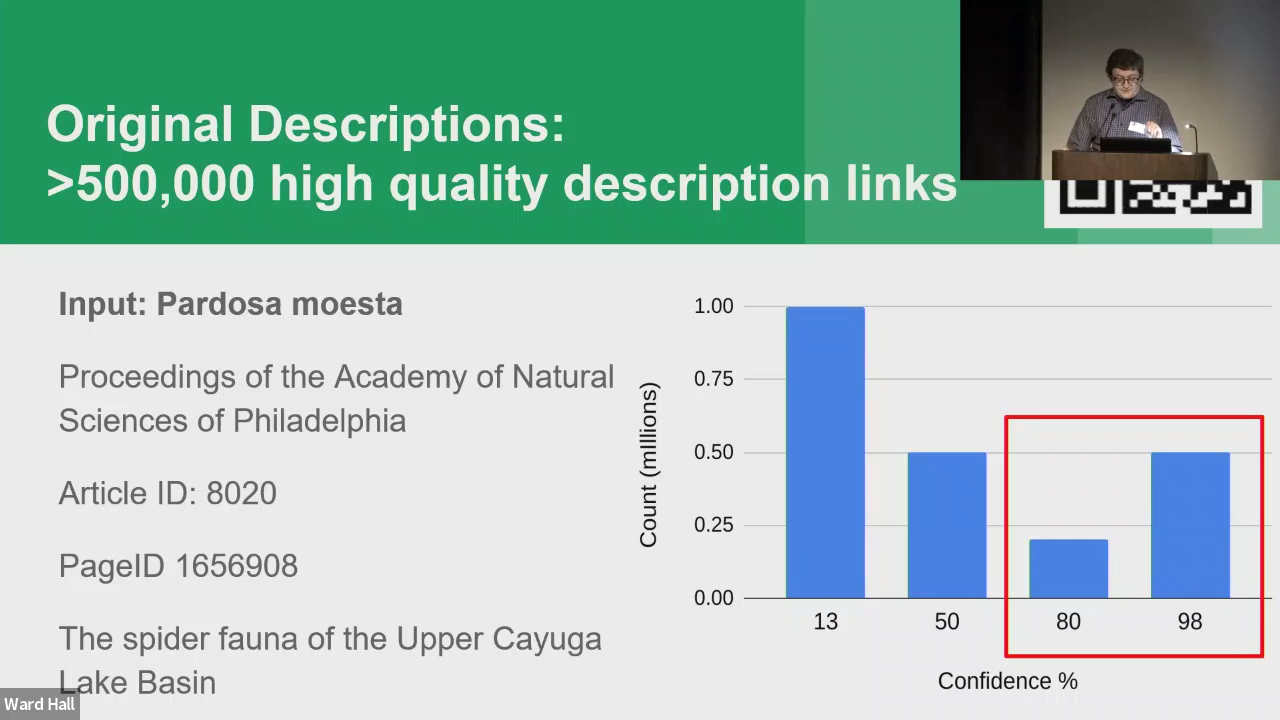 Original Descriptions:
>500,000 high quality description links
Input: Pardosa moesta
Proceedings of the Academy of Natural
Sciences of Philadelphia
Article ID: 8020
PageID 1656908
The spider fauna of the Upper Cayuga
Lake Basin
Count (mIllions)
1.00
0.75
0.50
0.25
0.00
13 50 80 98
Confidence %
Ward Hall